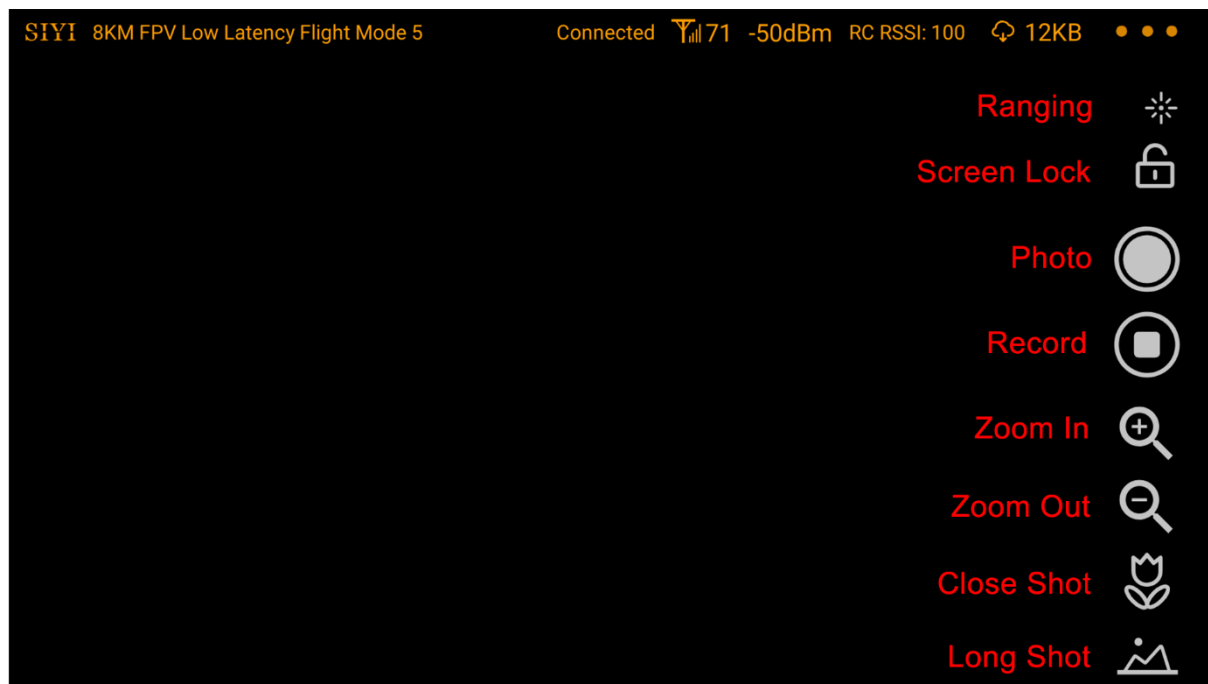 SIYI 8KM FPV Low Latency Flight Mode 5 Connected 71 -50dBm RC RSSI: 100 12KB
Ranging
Screen Lock
Photo
Record
Zoom In
Zoom Out
Close Shot
Long Shot